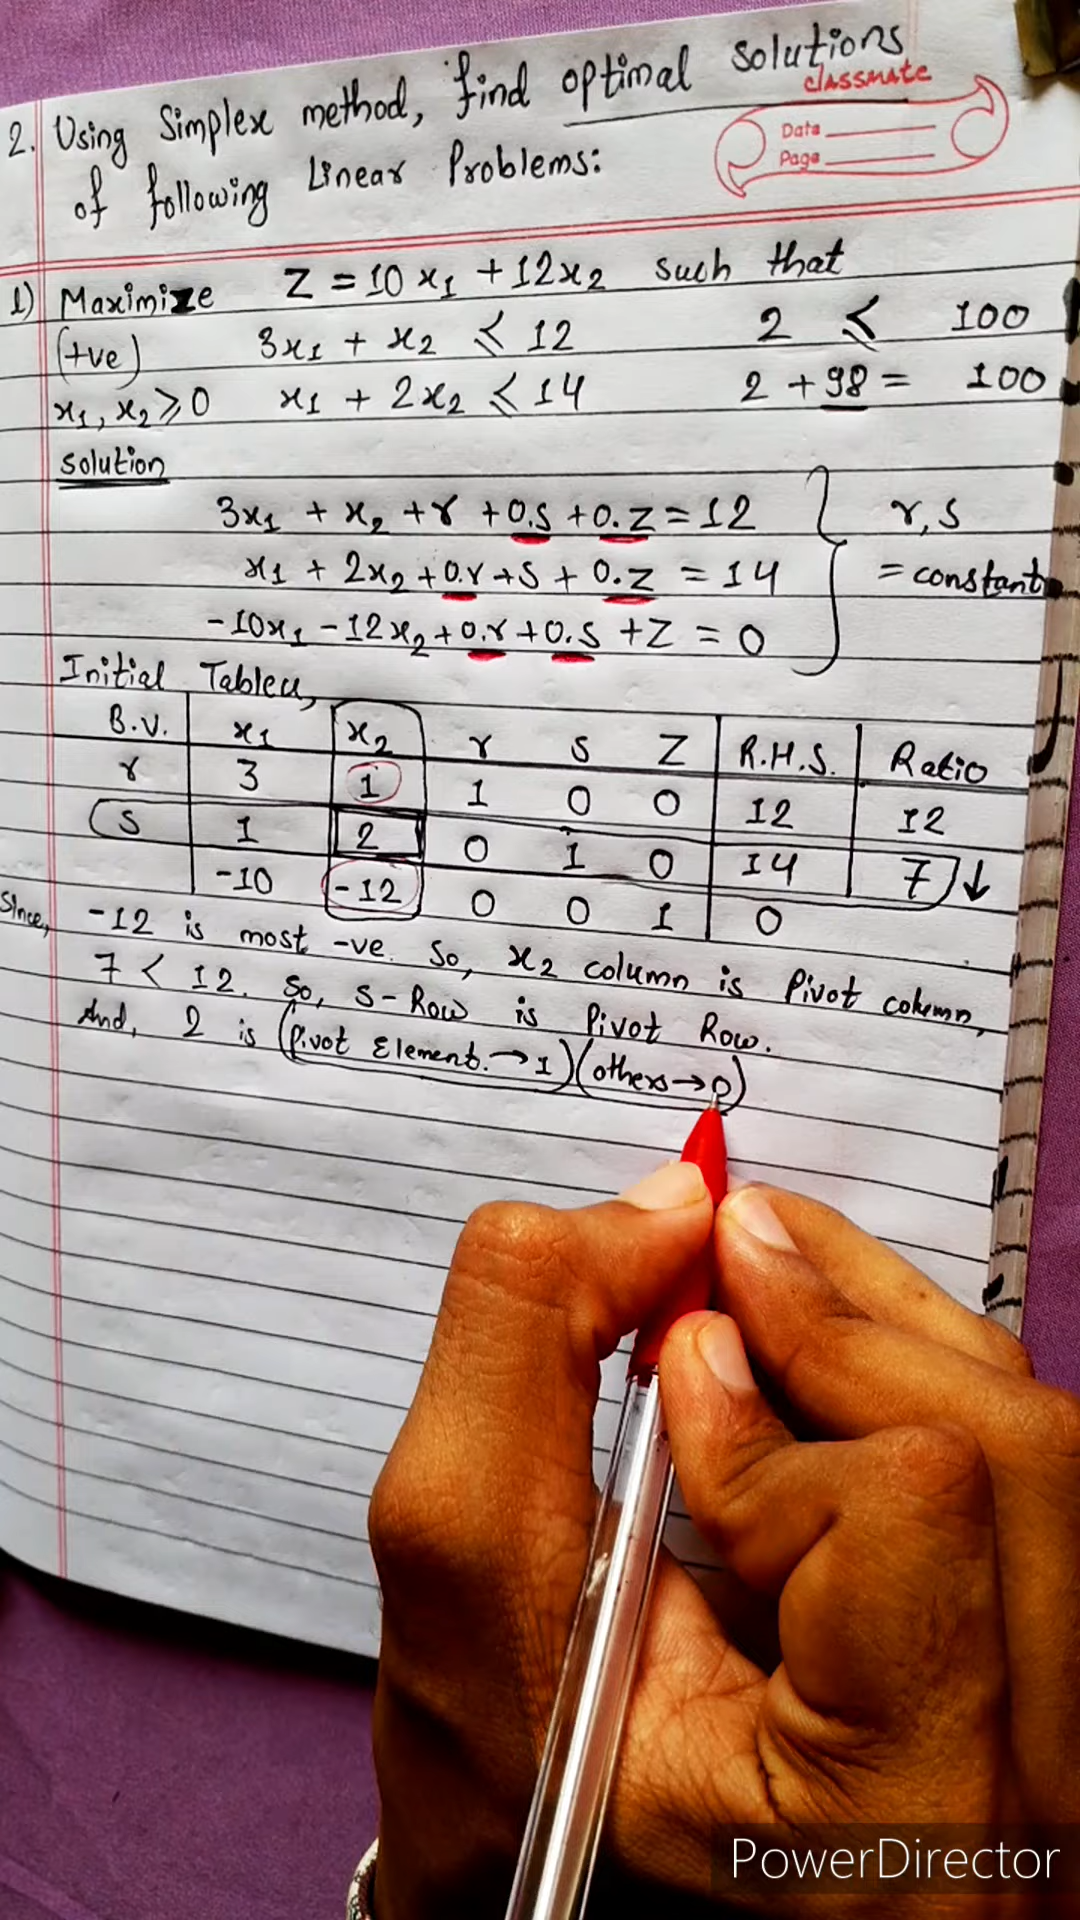 2. Using Simplex method, find optimal solutions
of following Linear Problems:
classmate
Date
Page
1) Maximize Z = 10x₁ + 12x₂ such that
(+ve) 3x₁ + x₂ ≤ 12 2 ≤ 100
x₁, x₂ ≥ 0 x₁ + 2x₂ ≤ 14 2 + 98 = 100
Solution
3x₁ + x₂ + r + 0.s + 0.z = 12 r, s
x₁ + 2x₂ + 0.r + s + 0.z = 14 = constant
-10x₁ - 12x₂ + 0.r + 0.s + z = 0
Initial Tableu,
B.V. x₁ x₂ r s z R.H.S. Ratio
r 3 1 1 0 0 12 12
s 1 2 0 1 0 14 7 ↓
-10 -12 0 0 1 0
Since, -12 is most -ve. So, x₂ column is Pivot column,
7 < 12. So, s-Row is Pivot Row.
And, 2 is (Pivot Element. → 1) (others → 0)
PowerDirector